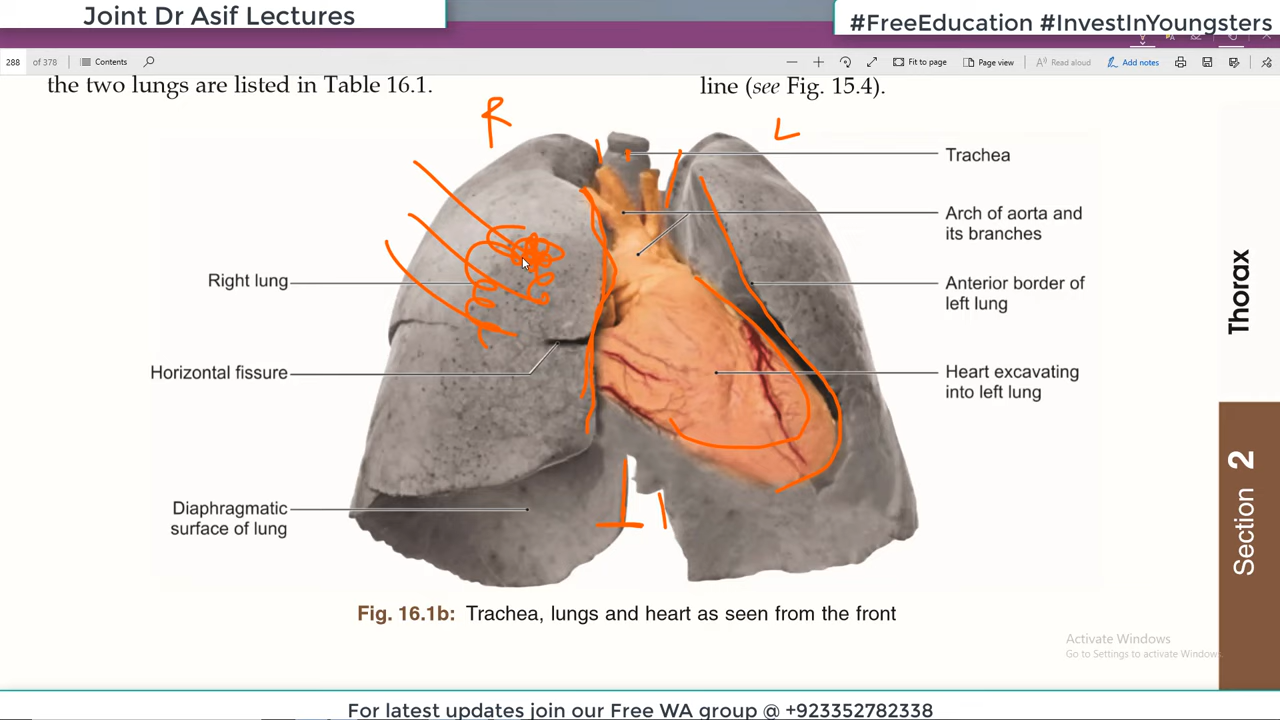 Joint Dr Asif Lectures
#FreeEducation #InvestInYoungsters
288 of 378
Contents
Fit to page
Page view
Read aloud
Add notes
the two lungs are listed in Table 16.1.
line (see Fig. 15.4).
R
L
Trachea
Arch of aorta and
its branches
Right lung
Anterior border of
left lung
Horizontal fissure
Heart excavating
into left lung
Diaphragmatic
surface of lung
Thorax
Section 2
Fig. 16.1b: Trachea, lungs and heart as seen from the front
Activate Windows
Go to Settings to activate Windows.
For latest updates join our Free WA group @ +923352782338